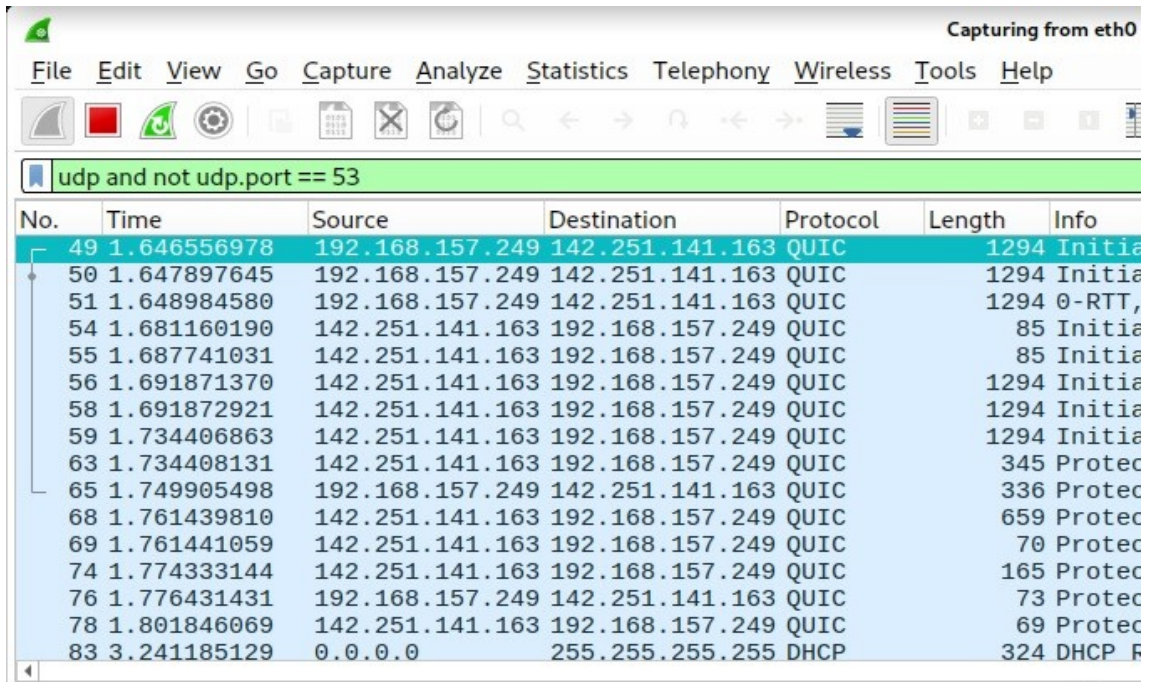 Capturing from eth0
File Edit View Go Capture Analyze Statistics Telephony Wireless Tools Help
udp and not udp.port == 53
No. Time Source Destination Protocol Length Info
49 1.646556978 192.168.157.249 142.251.141.163 QUIC 1294 Initia
50 1.647897645 192.168.157.249 142.251.141.163 QUIC 1294 Initia
51 1.648984580 192.168.157.249 142.251.141.163 QUIC 1294 0-RTT,
54 1.681160190 142.251.141.163 192.168.157.249 QUIC 85 Initia
55 1.687741031 142.251.141.163 192.168.157.249 QUIC 85 Initia
56 1.691871370 142.251.141.163 192.168.157.249 QUIC 1294 Initia
58 1.691872921 142.251.141.163 192.168.157.249 QUIC 1294 Initia
59 1.734406863 142.251.141.163 192.168.157.249 QUIC 1294 Initia
63 1.734408131 142.251.141.163 192.168.157.249 QUIC 345 Protec
65 1.749905498 192.168.157.249 142.251.141.163 QUIC 336 Protec
68 1.761439810 142.251.141.163 192.168.157.249 QUIC 659 Protec
69 1.761441059 142.251.141.163 192.168.157.249 QUIC 70 Protec
74 1.774333144 142.251.141.163 192.168.157.249 QUIC 165 Protec
76 1.776431431 192.168.157.249 142.251.141.163 QUIC 73 Protec
78 1.801846069 142.251.141.163 192.168.157.249 QUIC 69 Protec
83 3.241185129 0.0.0.0 255.255.255.255 DHCP 324 DHCP R